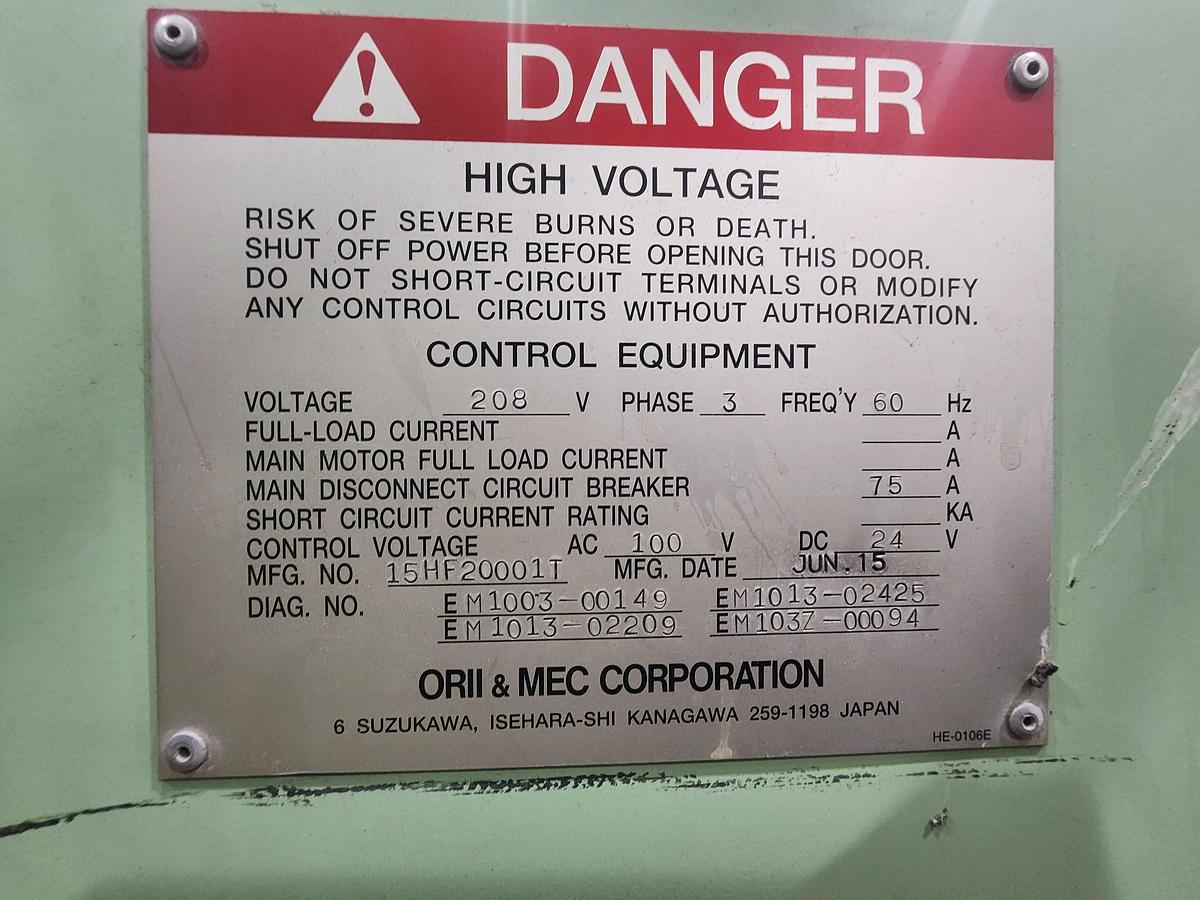 DANGER
HIGH VOLTAGE
RISK OF SEVERE BURNS OR DEATH.
SHUT OFF POWER BEFORE OPENING THIS DOOR.
DO NOT SHORT-CIRCUIT TERMINALS OR MODIFY
ANY CONTROL CIRCUITS WITHOUT AUTHORIZATION.
CONTROL EQUIPMENT
VOLTAGE 208 V PHASE 3 FREQ'Y 60 Hz
FULL-LOAD CURRENT A
MAIN MOTOR FULL LOAD CURRENT A
MAIN DISCONNECT CIRCUIT BREAKER 75 A
SHORT CIRCUIT CURRENT RATING KA
CONTROL VOLTAGE AC 100 V DC 24 V
MFG. NO. 15HF20001T MFG. DATE JUN.15
DIAG. NO. EM1003-00149 EM1013-02425
EM1013-02209 EM103Z-00094
ORII & MEC CORPORATION
6 SUZUKAWA, ISEHARA-SHI KANAGAWA 259-1198 JAPAN
HE-0106E